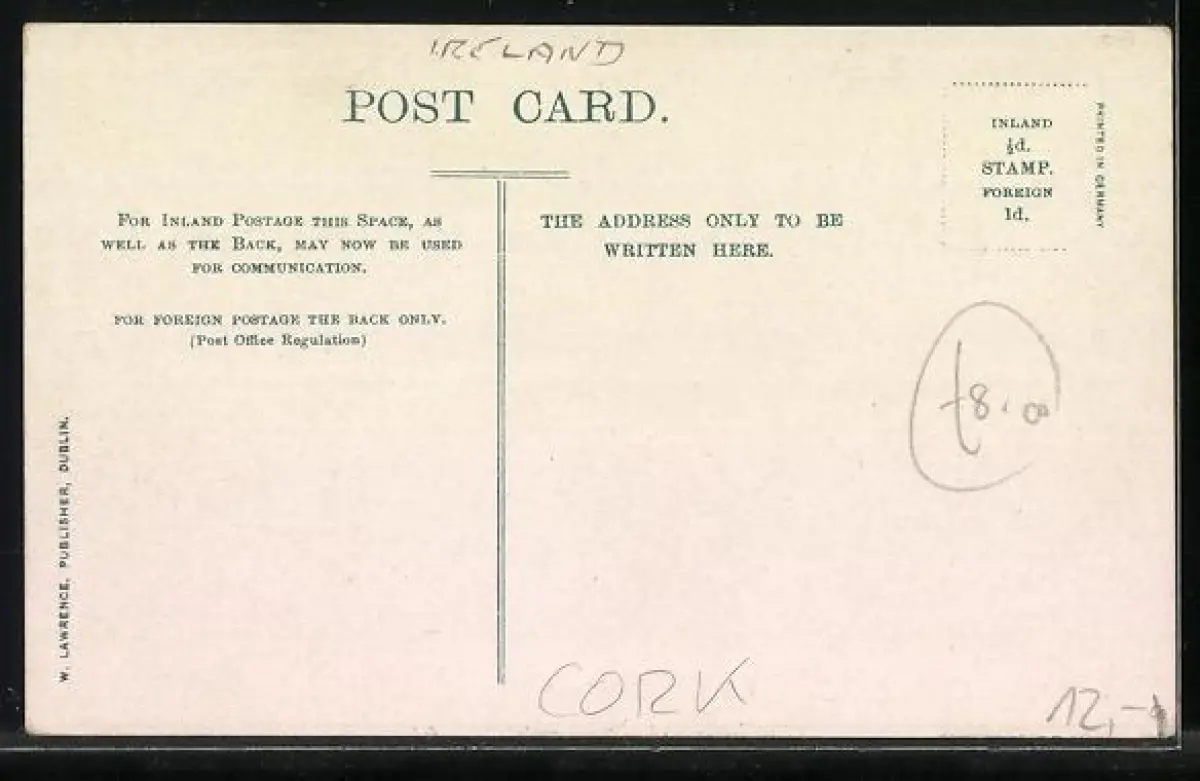 IRELAND
POST CARD.
INLAND
½d.
STAMP.
FOREIGN
1d.
PRINTED IN GERMANY
FOR INLAND POSTAGE THIS SPACE, AS
WELL AS THE BACK, MAY NOW BE USED
FOR COMMUNICATION.
FOR FOREIGN POSTAGE THE BACK ONLY.
(Post Office Regulation)
THE ADDRESS ONLY TO BE
WRITTEN HERE.
W. LAWRENCE, PUBLISHER, DUBLIN.
£8.00
CORK
12,-